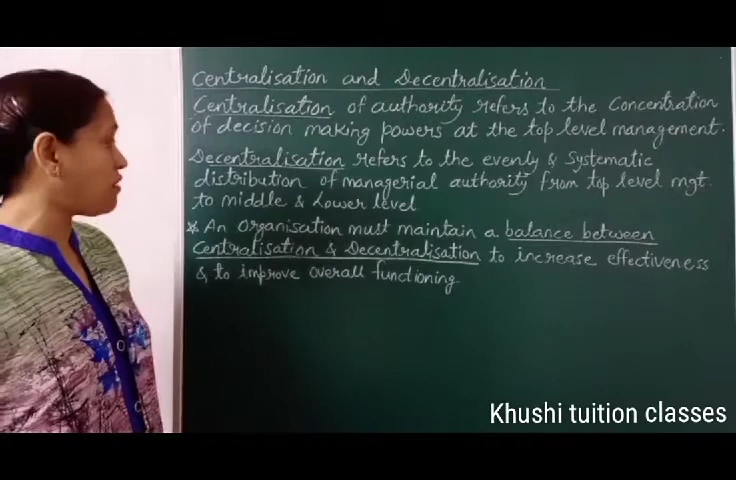 Centralisation and Decentralisation
Centralisation of authority refers to the Concentration
of decision making powers at the top level management.
Decentralisation refers to the evenly & systematic
distribution of managerial authority from top level mgt.
to middle & Lower level
* An Organisation must maintain a balance between
Centralisation & Decentralisation to increase effectiveness
& to improve overall functioning
Khushi tuition classes